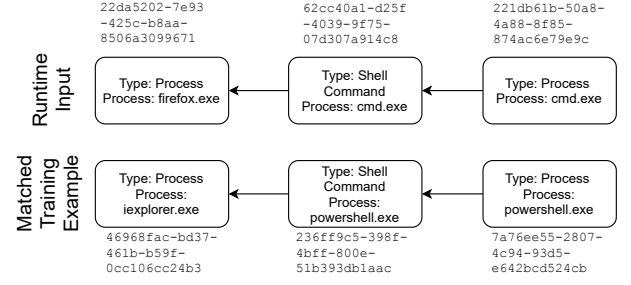 22da5202-7e93
-425c-b8aa-
8506a3099671
62cc40a1-d25f
-4039-9f75-
07d307a914c8
221db61b-50a8-
4a88-8f85-
874ac6e79e9c
Runtime
Input
Type: Process
Process: firefox.exe
Type: Shell
Command
Process: cmd.exe
Type: Process
Process: cmd.exe
Matched
Training
Example
Type: Process
Process:
iexplorer.exe
Type: Shell
Command
Process:
powershell.exe
Type: Process
Process:
powershell.exe
46968fac-bd37-
461b-b59f-
0cc106cc24b3
236ff9c5-398f-
4bff-800e-
51b393db1aac
7a76ee55-2807-
4c94-93d5-
e642bcd524cb